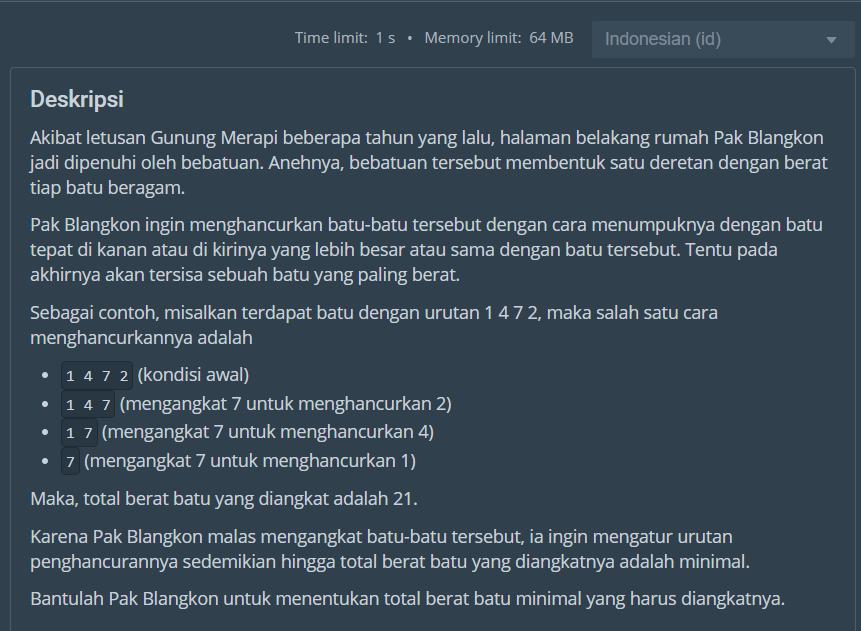 Time limit: 1 s • Memory limit: 64 MB Indonesian (id)
Deskripsi
Akibat letusan Gunung Merapi beberapa tahun yang lalu, halaman belakang rumah Pak Blangkon
jadi dipenuhi oleh bebatuan. Anehnya, bebatuan tersebut membentuk satu deretan dengan berat
tiap batu beragam.
Pak Blangkon ingin menghancurkan batu-batu tersebut dengan cara menumpuknya dengan batu
tepat di kanan atau di kirinya yang lebih besar atau sama dengan batu tersebut. Tentu pada
akhirnya akan tersisa sebuah batu yang paling berat.
Sebagai contoh, misalkan terdapat batu dengan urutan 1 4 7 2, maka salah satu cara
menghancurkannya adalah
• 1 4 7 2 (kondisi awal)
• 1 4 7 (mengangkat 7 untuk menghancurkan 2)
• 1 7 (mengangkat 7 untuk menghancurkan 4)
• 7 (mengangkat 7 untuk menghancurkan 1)
Maka, total berat batu yang diangkat adalah 21.
Karena Pak Blangkon malas mengangkat batu-batu tersebut, ia ingin mengatur urutan
penghancurannya sedemikian hingga total berat batu yang diangkatnya adalah minimal.
Bantulah Pak Blangkon untuk menentukan total berat batu minimal yang harus diangkatnya.